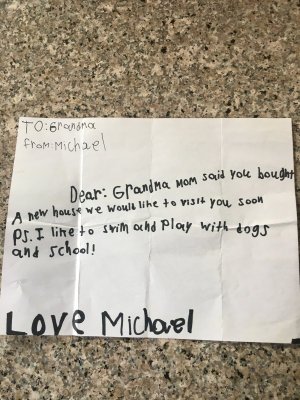 TO: Grandma
from: Michael
Dear: Grandma Mom said you bought
A new house we would like to visit you soon
PS. I like to swim and play with dogs
and school!
Love Michael